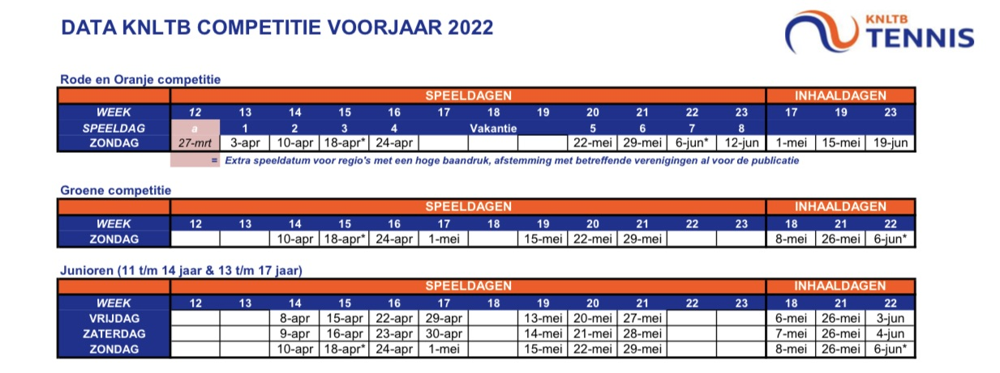 DATA KNLTB COMPETITIE VOORJAAR 2022
KNLTB
TENNIS
Rode en Oranje competitie
SPEELDAGEN INHAALDAGEN
WEEK 12 13 14 15 16 17 18 19 20 21 22 23 17 19 23
SPEELDAG a 1 2 3 4 Vakantie 5 6 7 8
ZONDAG 27-mrt 3-apr 10-apr 18-apr* 24-apr 22-mei 29-mei 6-jun* 12-jun 1-mei 15-mei 19-jun
= Extra speeldatum voor regio's met een hoge baandruk, afstemming met betreffende verenigingen al voor de publicatie
Groene competitie
SPEELDAGEN INHAALDAGEN
WEEK 12 13 14 15 16 17 18 19 20 21 22 23 18 21 22
ZONDAG 10-apr 18-apr* 24-apr 1-mei 15-mei 22-mei 29-mei 8-mei 26-mei 6-jun*
Junioren (11 t/m 14 jaar & 13 t/m 17 jaar)
SPEELDAGEN INHAALDAGEN
WEEK 12 13 14 15 16 17 18 19 20 21 22 23 18 21 22
VRIJDAG 8-apr 15-apr 22-apr 29-apr 13-mei 20-mei 27-mei 6-mei 26-mei 3-jun
ZATERDAG 9-apr 16-apr 23-apr 30-apr 14-mei 21-mei 28-mei 7-mei 26-mei 4-jun
ZONDAG 10-apr 18-apr* 24-apr 1-mei 15-mei 22-mei 29-mei 8-mei 26-mei 6-jun*